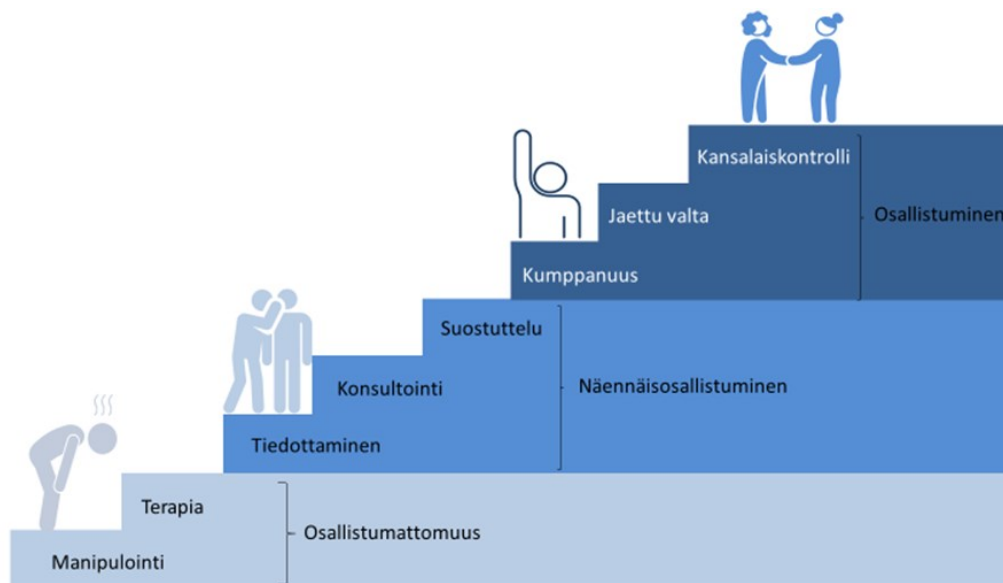 Kansalaiskontrolli
Jaettu valta
Osallistuminen
Kumppanuus
Suostuttelu
Konsultointi
Näennäisosallistuminen
Tiedottaminen
Terapia
Osallistumattomuus
Manipulointi